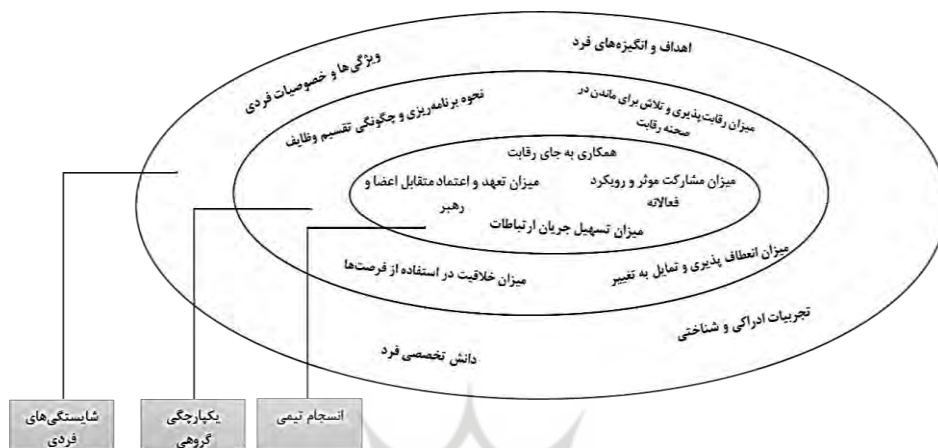 اهداف و انگیزه‌های فرد
ویژگی‌ها و خصوصیات فردی
میزان رقابت‌پذیری و تلاش برای ماندن در
صحنه رقابت
نحوه برنامه‌ریزی و چگونگی تقسیم وظایف
همکاری به جای رقابت
میزان مشارکت موثر و رویکرد
فعالانه
میزان تعهد و اعتماد متقابل اعضا و
رهبر
میزان تسهیل جریان ارتباطات
میزان انعطاف پذیری و تمایل به تغییر
میزان خلاقیت در استفاده از فرصت‌ها
تجربیات ادراکی و شناختی
دانش تخصصی فرد
انسجام تیمی
یکپارچگی
گروهی
شایستگی‌های
فردی